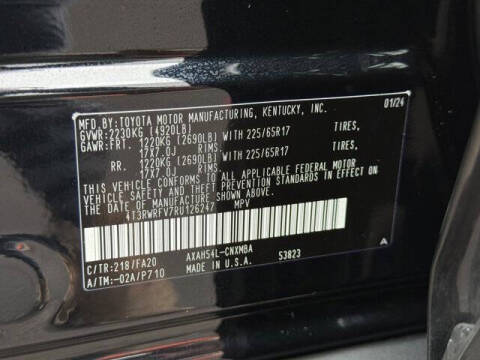 MFD.BY:TOYOTA MOTOR MANUFACTURING, KENTUCKY, INC. 01/24
GVWR: 2230KG (4920LB)
GAWR:FRT. 1220KG (2690LB) WITH 225/65R17 TIRES,
17X7.0J RIMS,
RR. 1220KG (2690LB) WITH 225/65R17 TIRES,
17X7.0J RIMS.
THIS VEHICLE CONFORMS TO ALL APPLICABLE FEDERAL MOTOR
VEHICLE SAFETY AND THEFT PREVENTION STANDARDS IN EFFECT
ON THE DATE OF MANUFACTURE SHOWN ABOVE.
4T3RWRFV7RU126247 MPV
C/TR:218/FA20 AXAH54L-CNXMBA
A/TM:-02A/P710 MADE IN U.S.A. 53823 A